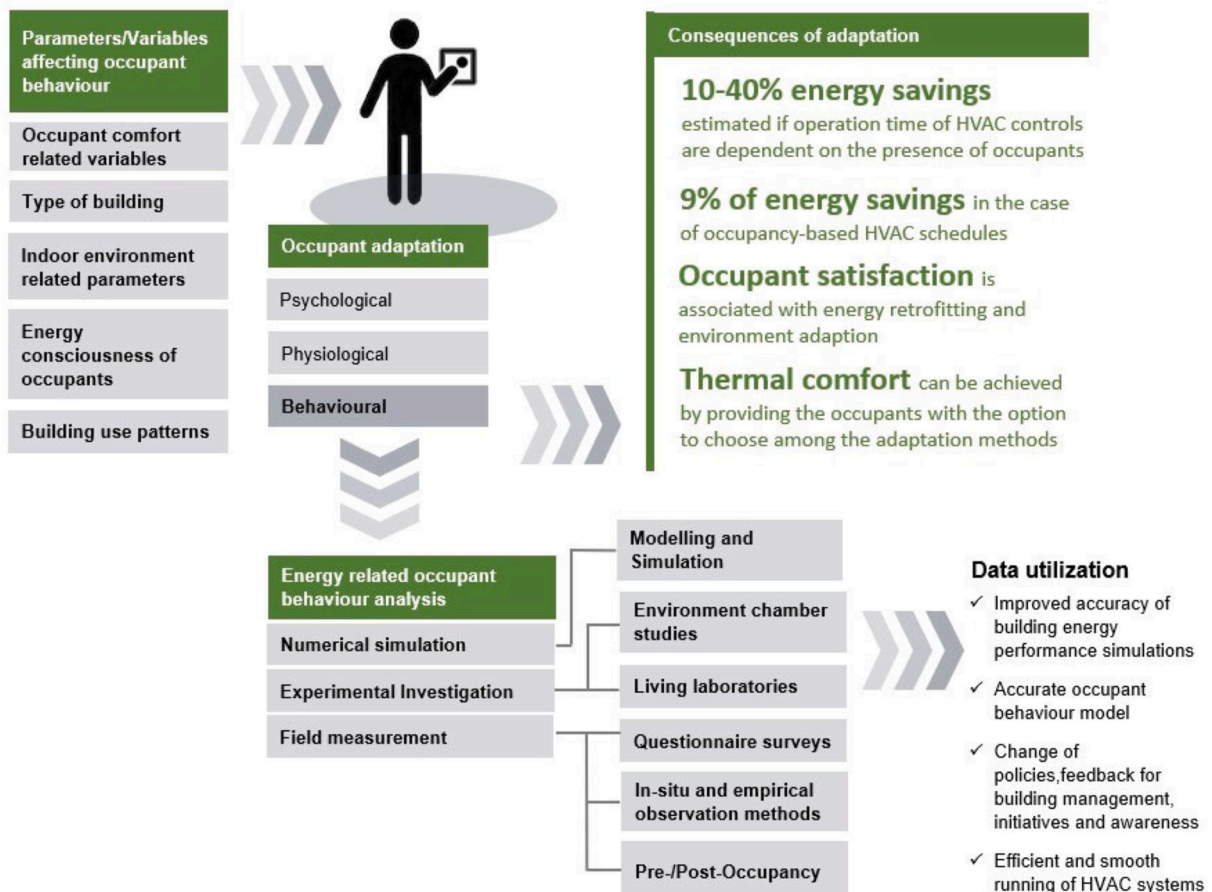 Parameters/Variables
affecting occupant
behaviour
Occupant comfort
related variables
Type of building
Indoor environment
related parameters
Energy
consciousness of
occupants
Building use patterns
Occupant adaptation
Psychological
Physiological
Behavioural
Consequences of adaptation
10-40% energy savings
estimated if operation time of HVAC controls
are dependent on the presence of occupants
9% of energy savings in the case
of occupancy-based HVAC schedules
Occupant satisfaction is
associated with energy retrofitting and
environment adaption
Thermal comfort can be achieved
by providing the occupants with the option
to choose among the adaptation methods
Energy related occupant
behaviour analysis
Numerical simulation
Experimental Investigation
Field measurement
Modelling and
Simulation
Environment chamber
studies
Living laboratories
Questionnaire surveys
In-situ and empirical
observation methods
Pre-/Post-Occupancy
Data utilization
✓ Improved accuracy of
building energy
performance simulations
✓ Accurate occupant
behaviour model
✓ Change of
policies,feedback for
building management,
initiatives and awareness
✓ Efficient and smooth
running of HVAC systems